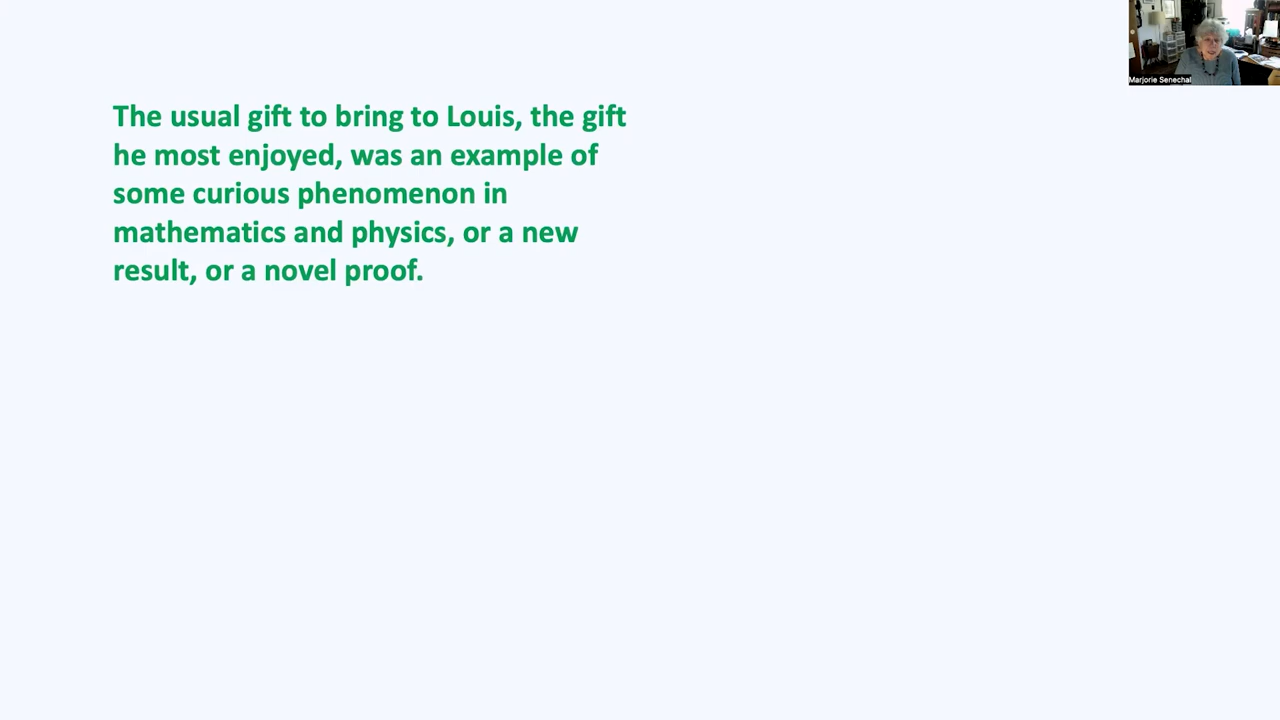 The usual gift to bring to Louis, the gift
he most enjoyed, was an example of
some curious phenomenon in
mathematics and physics, or a new
result, or a novel proof.
Marjorie Senechal